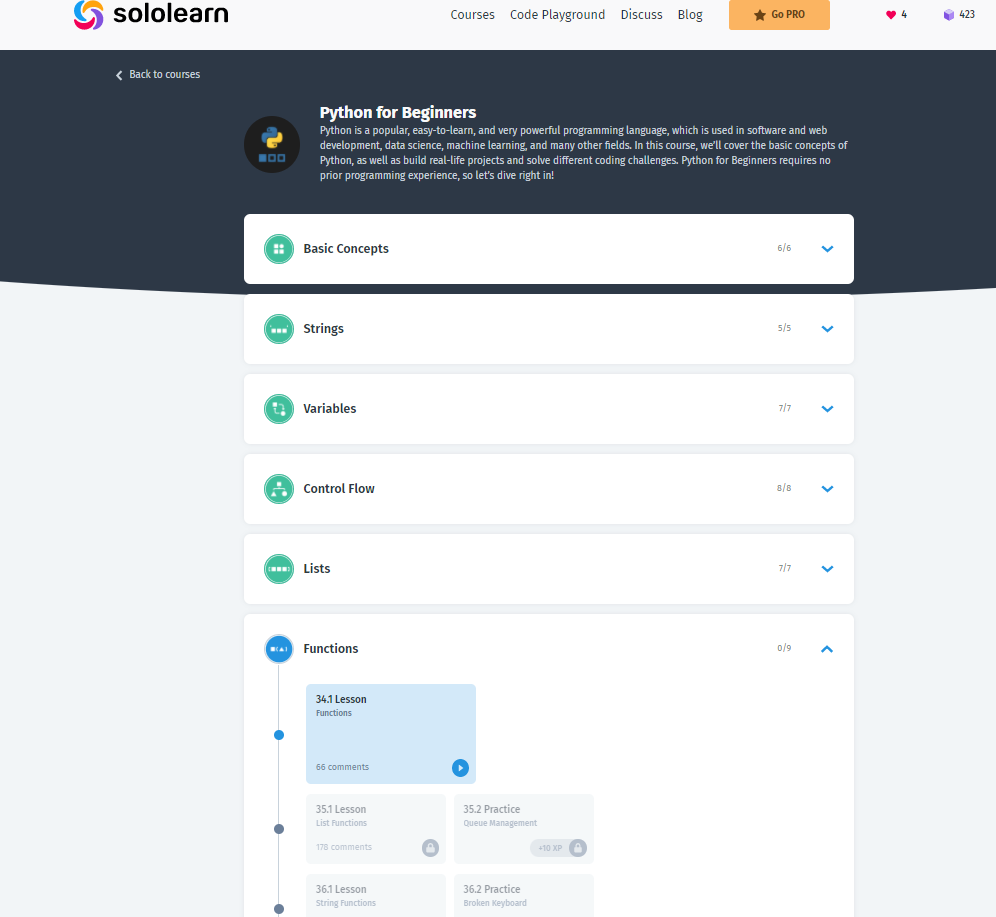 sololearn
Courses Code Playground Discuss Blog Go PRO 4 423
Back to courses
Python for Beginners
Python is a popular, easy-to-learn, and very powerful programming language, which is used in software and web
development, data science, machine learning, and many other fields. In this course, we'll cover the basic concepts of
Python, as well as build real-life projects and solve different coding challenges. Python for Beginners requires no
prior programming experience, so let's dive right in!
Basic Concepts 6/6
Strings 5/5
Variables 7/7
Control Flow 8/8
Lists 7/7
Functions 0/9
34.1 Lesson
Functions
66 comments
35.1 Lesson
List Functions
178 comments
35.2 Practice
Queue Management
+10 XP
36.1 Lesson
String Functions
36.2 Practice
Broken Keyboard